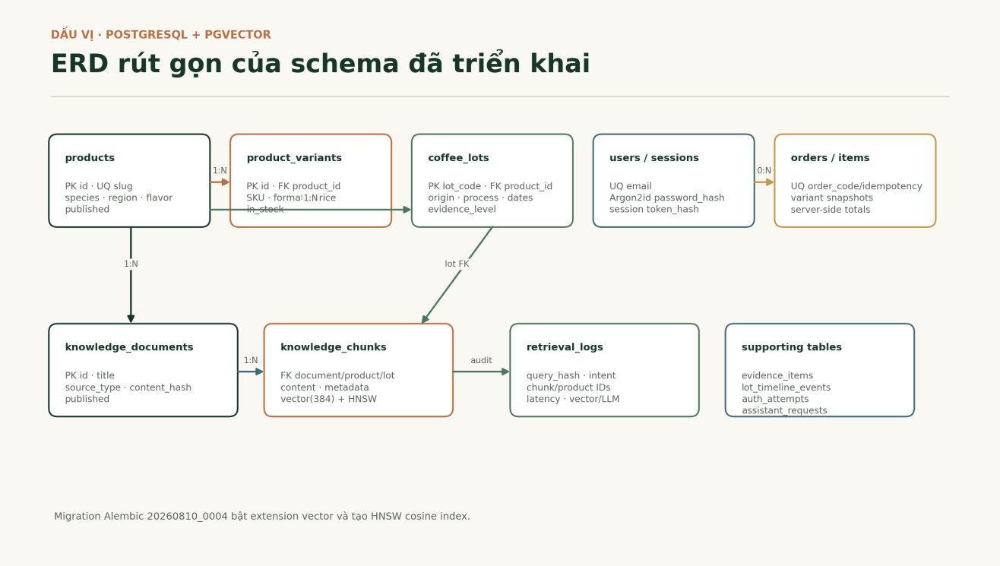 DẤU VỊ · POSTGRESQL + PGVECTOR
ERD rút gọn của schema đã triển khai
products
PK id · UQ slug
species · region · flavor
published
1:N
product_variants
PK id · FK product_id
SKU · format
rice
in_stock
1:N
coffee_lots
PK lot_code · FK product_id
origin · process · dates
evidence_level
users / sessions
UQ email
Argon2id password_hash
session token_hash
0:N
orders / items
UQ order_code/idempotency
variant snapshots
server-side totals
1:N
lot FK
knowledge_documents
PK id · title
source_type · content_hash
published
1:N
knowledge_chunks
FK document/product/lot
content · metadata
vector(384) + HNSW
audit
retrieval_logs
query_hash · intent
chunk/product IDs
latency · vector/LLM
supporting tables
evidence_items
lot_timeline_events
auth_attempts
assistant_requests
Migration Alembic 20260810_0004 bật extension vector và tạo HNSW cosine index.